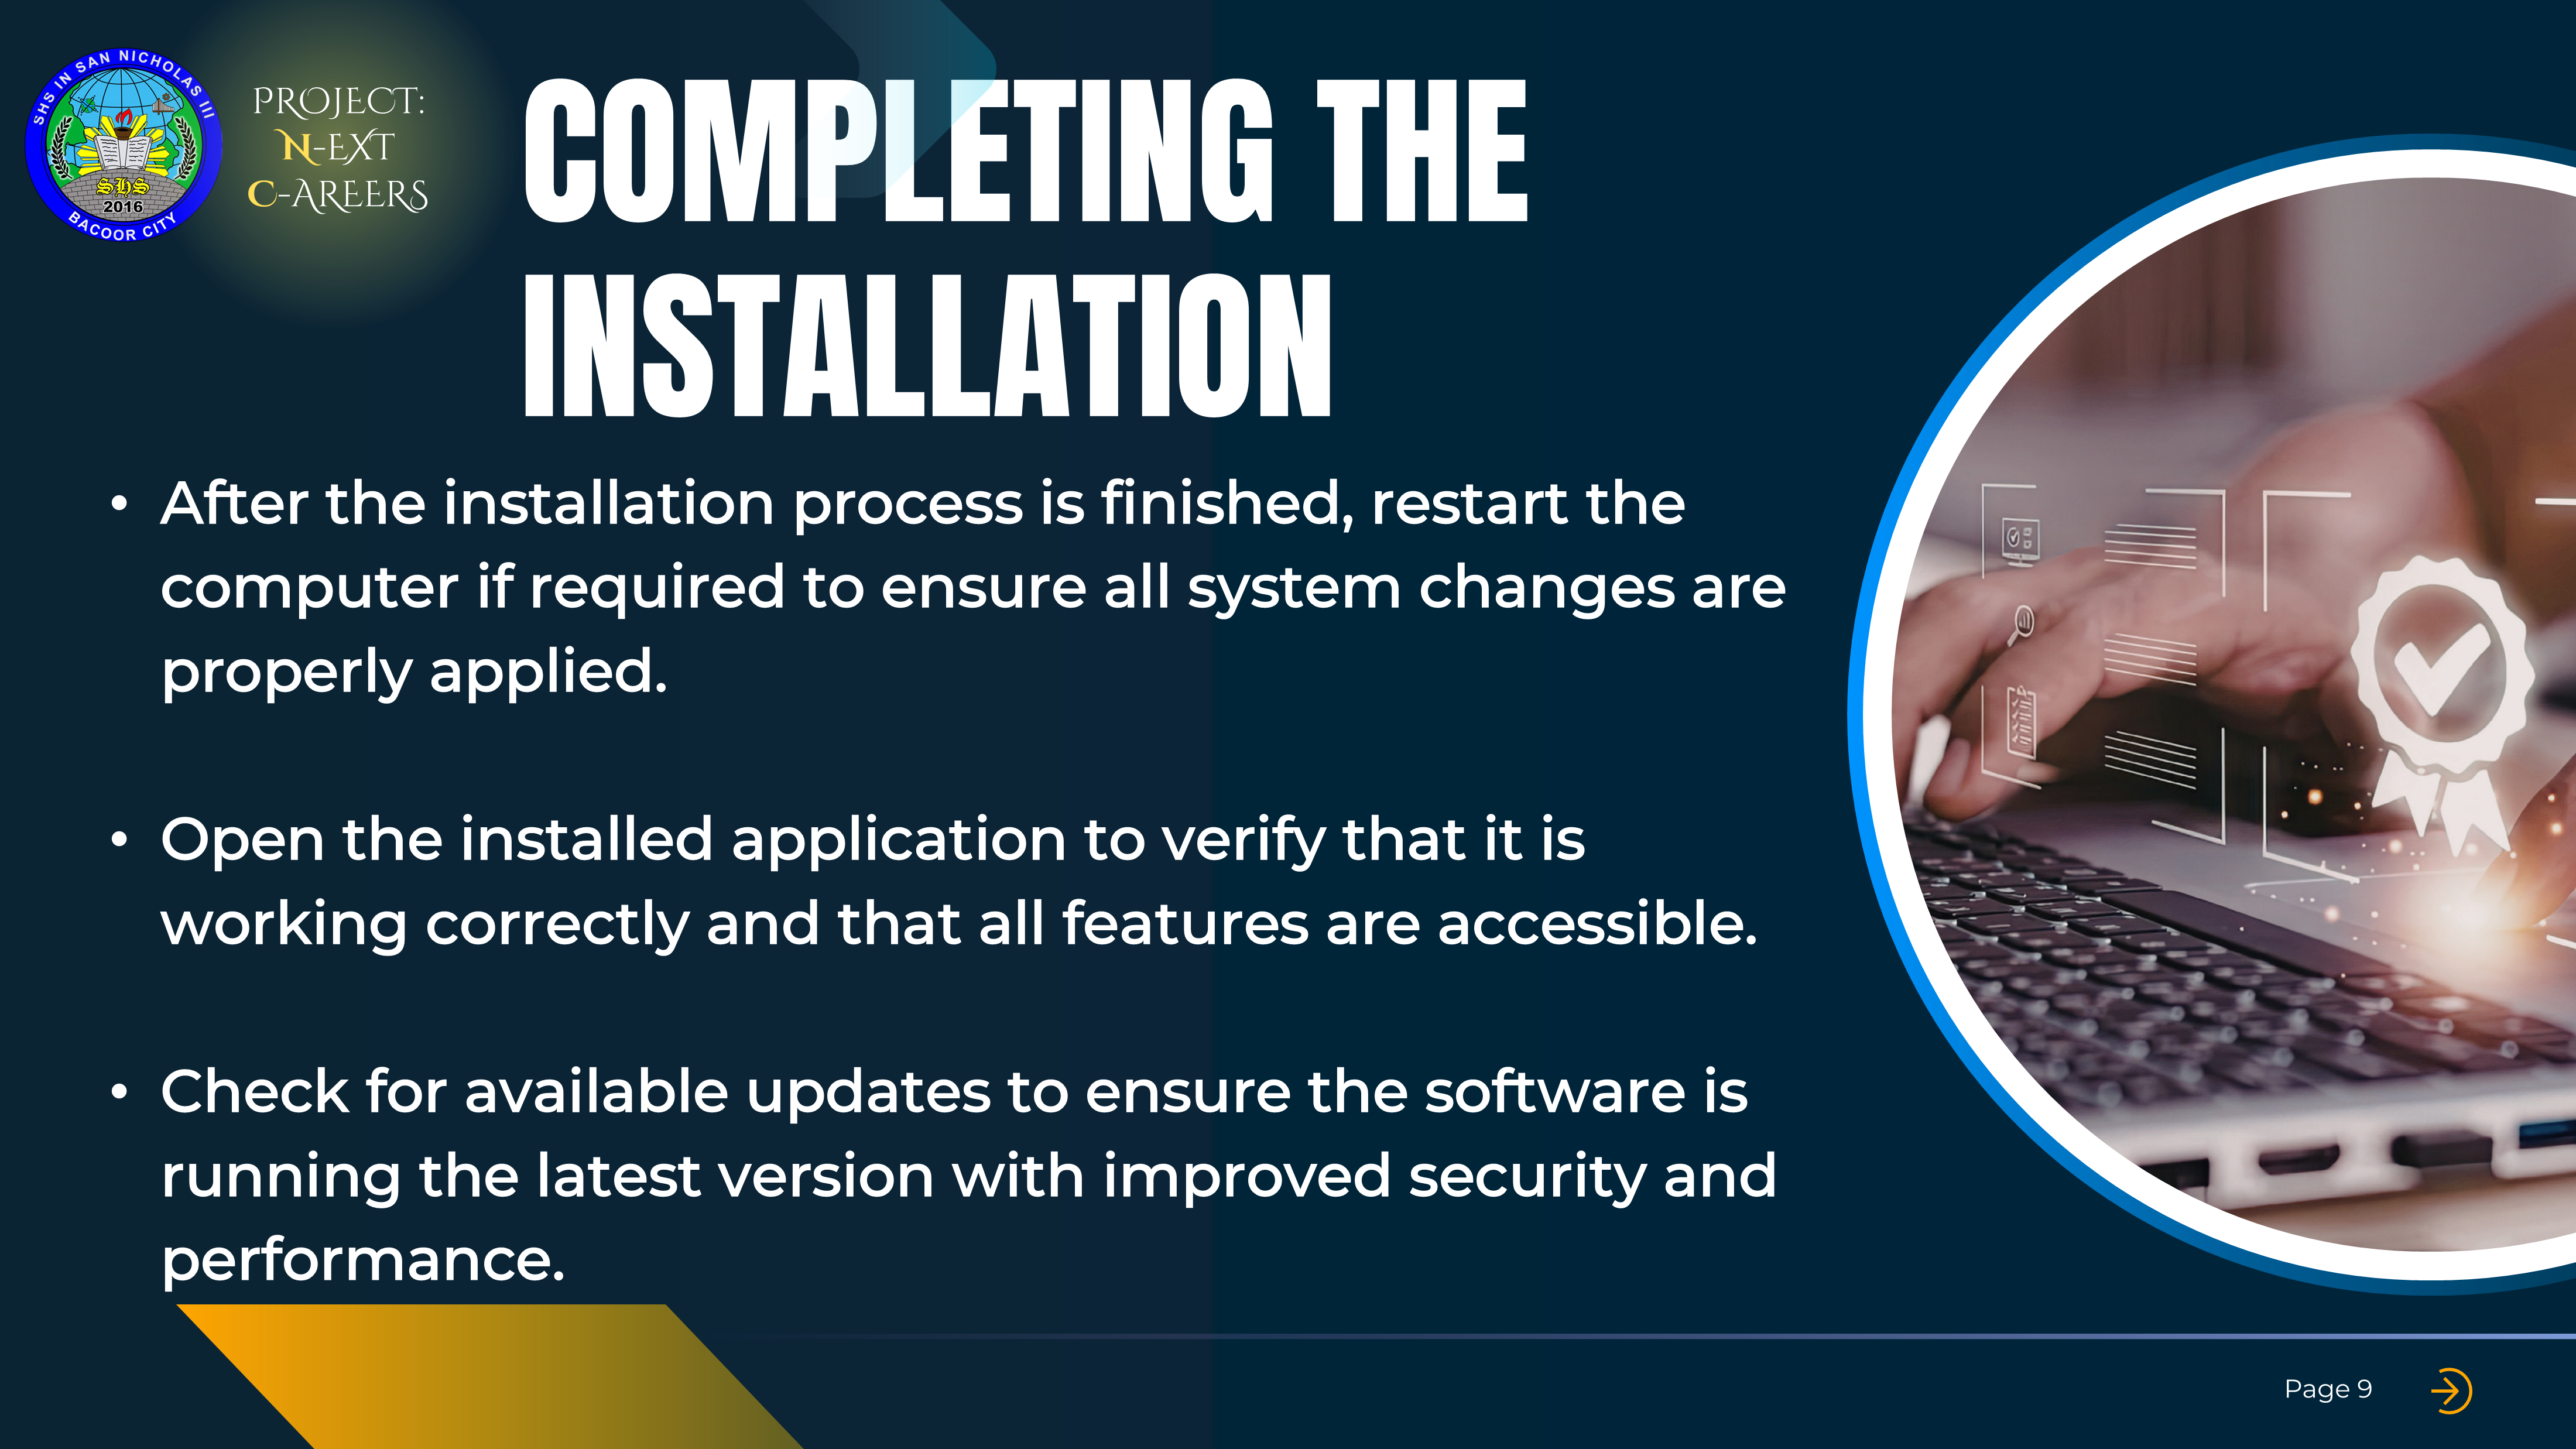 SHS IN SAN NICHOLAS III
SHS
2016
BACOOR CITY
PROJECT:
N-EXT
C-AREERS
COMPLETING THE
INSTALLATION
• After the installation process is finished, restart the
computer if required to ensure all system changes are
properly applied.
• Open the installed application to verify that it is
working correctly and that all features are accessible.
• Check for available updates to ensure the software is
running the latest version with improved security and
performance.
Page 9